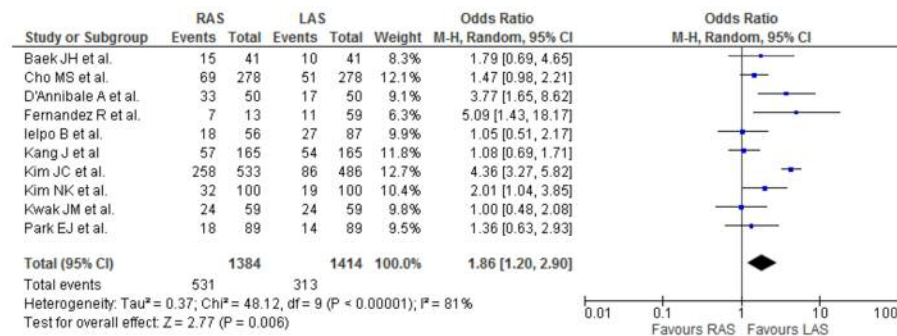 RAS LAS Odds Ratio Odds Ratio
Study or Subgroup Events Total Events Total Weight M-H, Random, 95% CI M-H, Random, 95% CI
Baek JH et al. 15 41 10 41 8.3% 1.79 [0.69, 4.65]
Cho MS et al. 69 278 51 278 12.1% 1.47 [0.98, 2.21]
D'Annibale A et al. 33 50 17 50 9.1% 3.77 [1.65, 8.62]
Fernandez R et al. 7 13 11 59 6.3% 5.09 [1.43, 18.17]
Ielpo B et al. 18 56 27 87 9.9% 1.05 [0.51, 2.17]
Kang J et al 57 165 54 165 11.8% 1.08 [0.69, 1.71]
Kim JC et al. 258 533 86 486 12.7% 4.36 [3.27, 5.82]
Kim NK et al. 32 100 19 100 10.4% 2.01 [1.04, 3.85]
Kwak JM et al. 24 59 24 59 9.8% 1.00 [0.48, 2.08]
Park EJ et al. 18 89 14 89 9.5% 1.36 [0.63, 2.93]
Total (95% CI) 1384 1414 100.0% 1.86 [1.20, 2.90]
Total events 531 313
Heterogeneity: Tau² = 0.37; Chi² = 48.12, df = 9 (P < 0.00001); I² = 81%
Test for overall effect: Z = 2.77 (P = 0.006)
0.01 0.1 1 10 100
Favours RAS Favours LAS